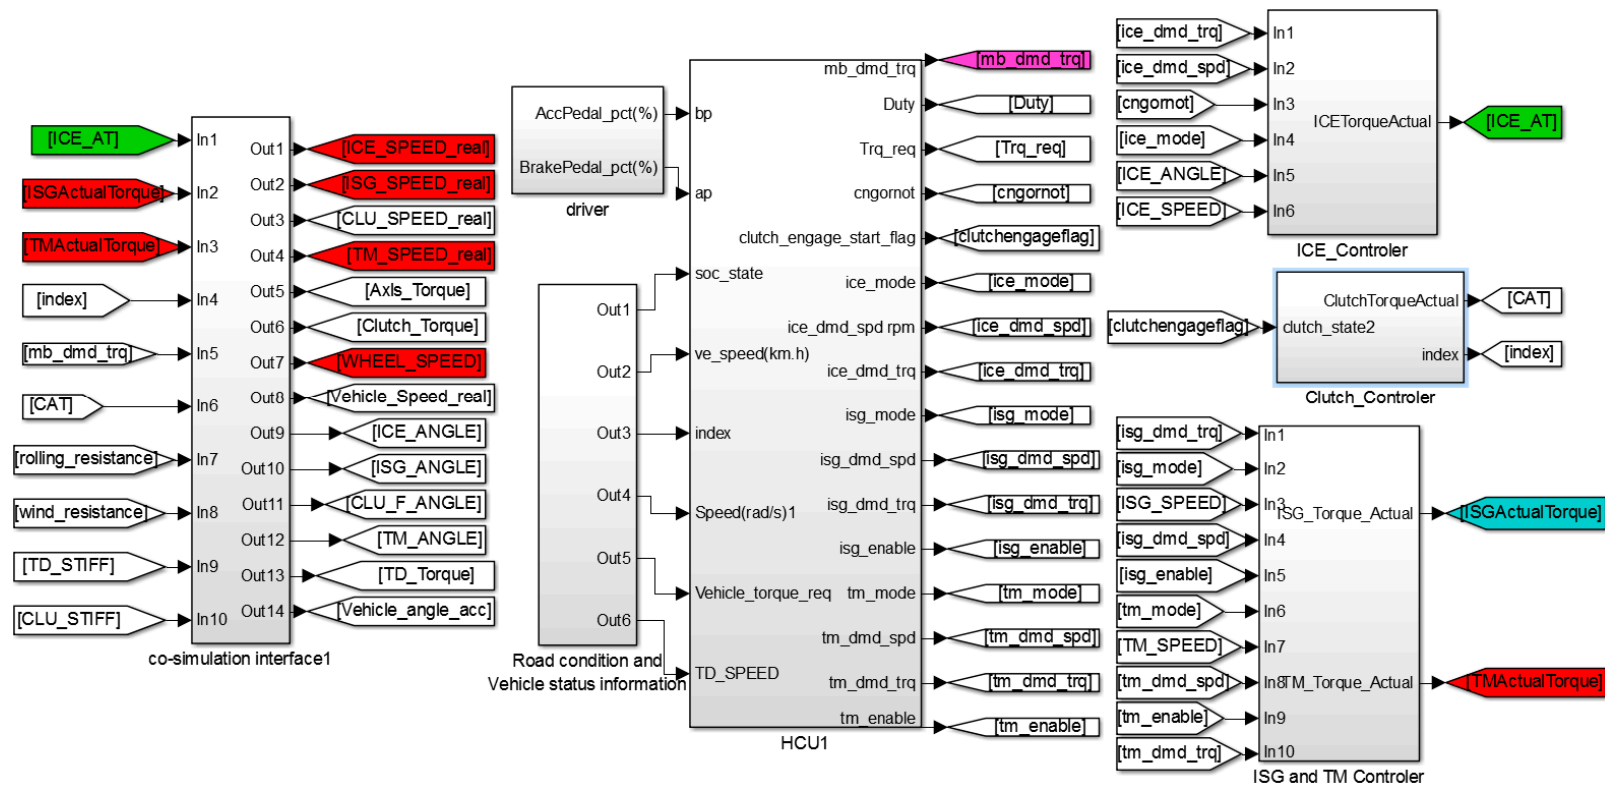 [ICE_AT]
[ISGActualTorque]
[TMActualTorque]
[index]
[mb_dmd_trq]
[CAT]
[rolling_resistance]
[wind_resistance]
[TD_STIFF]
[CLU_STIFF]
In1
In2
In3
In4
In5
In6
In7
In8
In9
In10
Out1
Out2
Out3
Out4
Out5
Out6
Out7
Out8
Out9
Out10
Out11
Out12
Out13
Out14
co-simulation interface1
[ICE_SPEED_real]
[ISG_SPEED_real]
[CLU_SPEED_real]
[TM_SPEED_real]
[Axls_Torque]
[Clutch_Torque]
[WHEEL_SPEED]
[Vehicle_Speed_real]
[ICE_ANGLE]
[ISG_ANGLE]
[CLU_F_ANGLE]
[TM_ANGLE]
[TD_Torque]
[Vehicle_angle_acc]
AccPedal_pct(%)
BrakePedal_pct(%)
driver
Out1
Out2
Out3
Out4
Out5
Out6
Road condition and
Vehicle status information
bp
ap
soc_state
ve_speed(km.h)
index
Speed(rad/s)1
Vehicle_torque_req
TD_SPEED
mb_dmd_trq
Duty
Trq_req
cngornot
clutch_engage_start_flag
ice_mode
ice_dmd_spd rpm
ice_dmd_trq
isg_mode
isg_dmd_spd
isg_dmd_trq
isg_enable
tm_mode
tm_dmd_spd
tm_dmd_trq
tm_enable
HCU1
[mb_dmd_trq]
[Duty]
[Trq_req]
[cngornot]
[clutchengageflag]
[ice_mode]
[ice_dmd_spd]
[ice_dmd_trq]
[isg_mode]
[isg_dmd_spd]
[isg_dmd_trq]
[isg_enable]
[tm_mode]
[tm_dmd_spd]
[tm_dmd_trq]
[tm_enable]
[ice_dmd_trq]
[ice_dmd_spd]
[cngornot]
[ice_mode]
[ICE_ANGLE]
[ICE_SPEED]
In1
In2
In3
In4
In5
In6
ICETorqueActual
[ICE_AT]
ICE_Controler
[clutchengageflag]
clutch_state2
ClutchTorqueActual
index
[CAT]
[index]
Clutch_Controler
[isg_dmd_trq]
[isg_mode]
[ISG_SPEED]
[isg_dmd_spd]
[isg_enable]
[tm_mode]
[TM_SPEED]
[tm_dmd_spd]
[tm_enable]
[tm_dmd_trq]
In1
In2
In3
In4
In5
In6
In7
In8
In9
In10
ISG_Torque_Actual
TM_Torque_Actual
[ISGActualTorque]
[TMActualTorque]
ISG and TM Controler